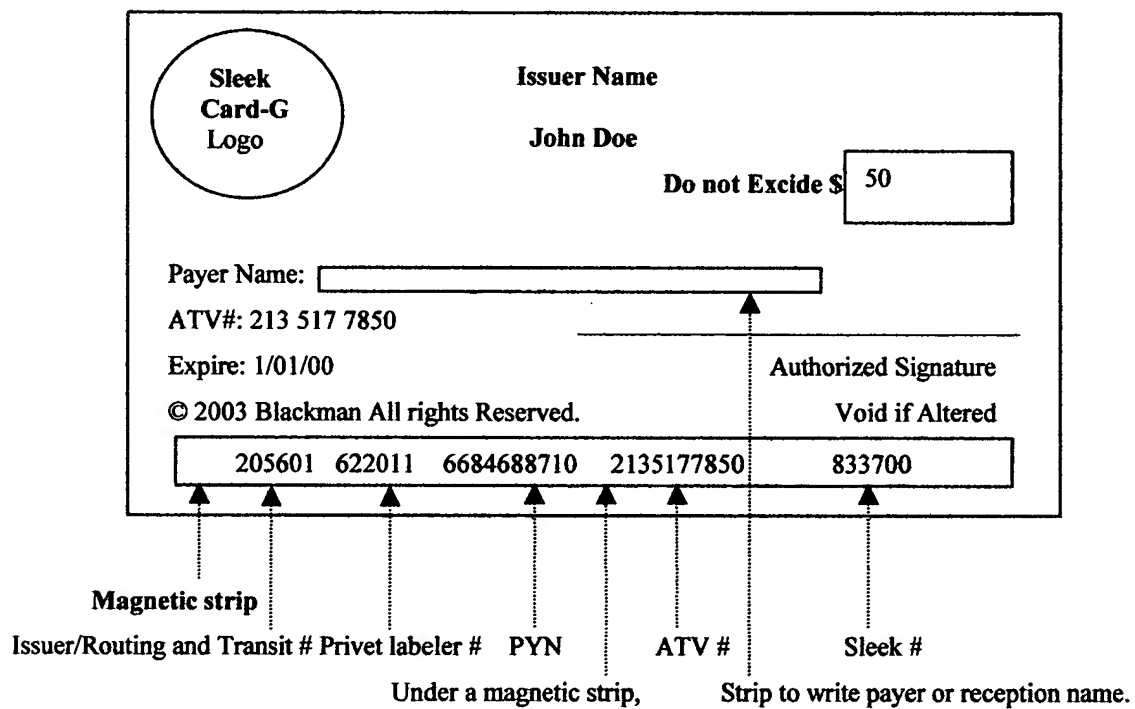 Sleek
Card-G
Logo
Issuer Name
John Doe
Do not Excide $ 50
Payer Name:
ATV#: 213 517 7850
Expire: 1/01/00
Authorized Signature
© 2003 Blackman All rights Reserved.
Void if Altered
205601 622011 6684688710 2135177850 833700
Magnetic strip
Issuer/Routing and Transit # Privet labeler # PYN ATV # Sleek #
Under a magnetic strip, Strip to write payer or reception name.